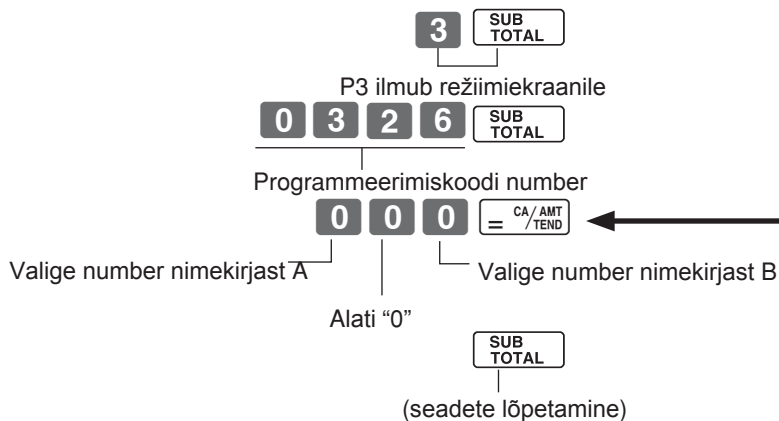 3 SUB TOTAL
P3 ilmub režiimiekraanile
0 3 2 6 SUB TOTAL
Programmeerimiskoodi number
0 0 0 = CA/AMT TEND
Valige number nimekirjast A
Valige number nimekirjast B
Alati “0”
SUB TOTAL
(seadete lõpetamine)